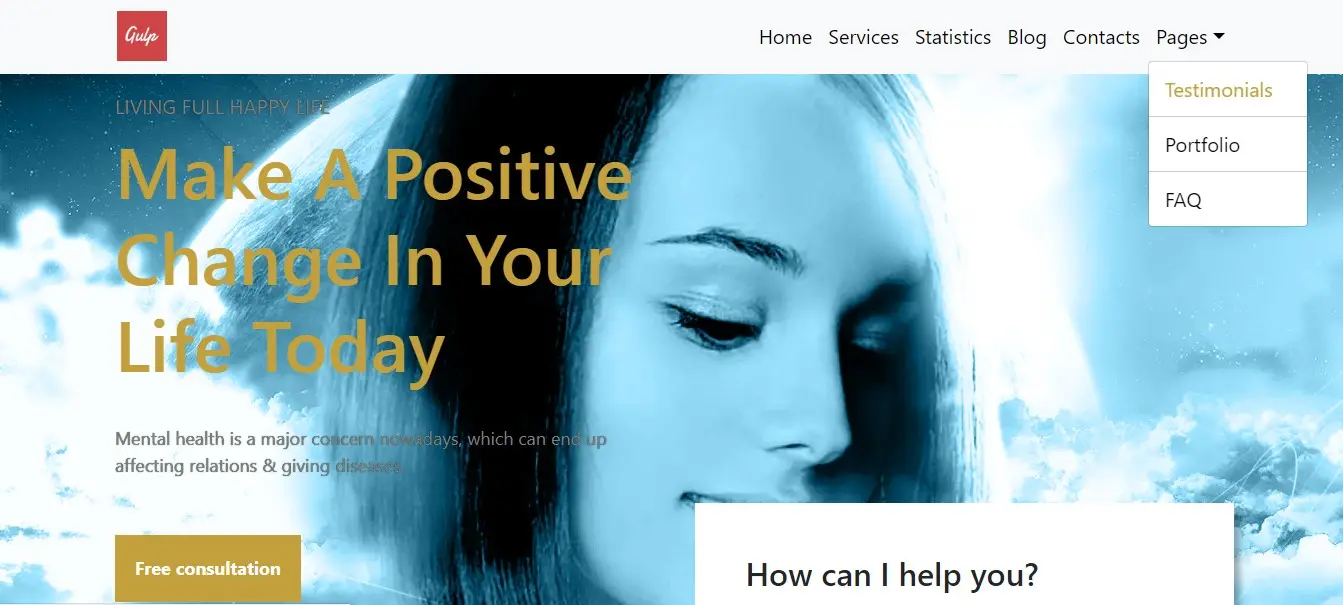 Gulp
Home Services Statistics Blog Contacts Pages
Testimonials
Portfolio
FAQ
LIVING FULL HAPPY LIFE
Make A Positive
Change In Your
Life Today
Mental health is a major concern nowadays, which can end up
affecting relations & giving diseases.
Free consultation
How can I help you?